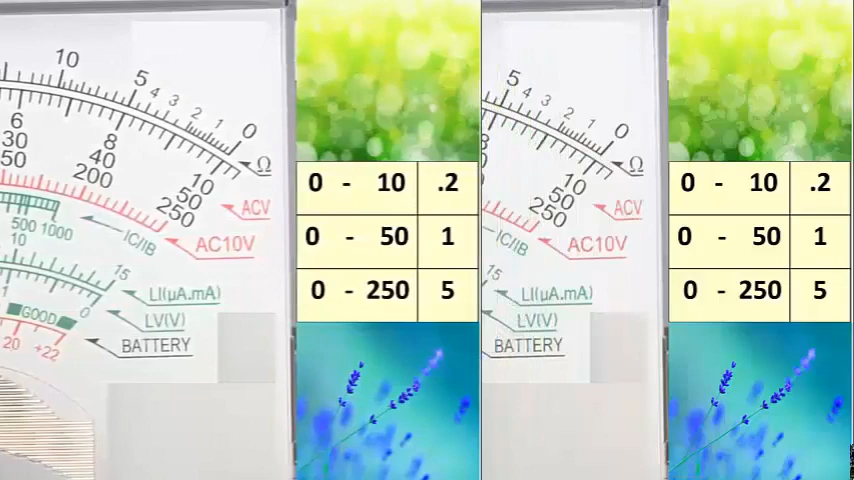 10 5 4 3 2 1 0
Ω
6 8 10
30 40 50
50 200 250
ACV
AC10V
500 1000
IC/IB
10 15
LI(μA.mA)
1 0
LV(V)
GOOD
BATTERY
20 +22
0 - 10 .2
0 - 50 1
0 - 250 5
5 4 3 2 1 0
Ω
10
50
250
ACV
AC10V
IC/IB
15
LI(μA.mA)
LV(V)
BATTERY
0 - 10 .2
0 - 50 1
0 - 250 5